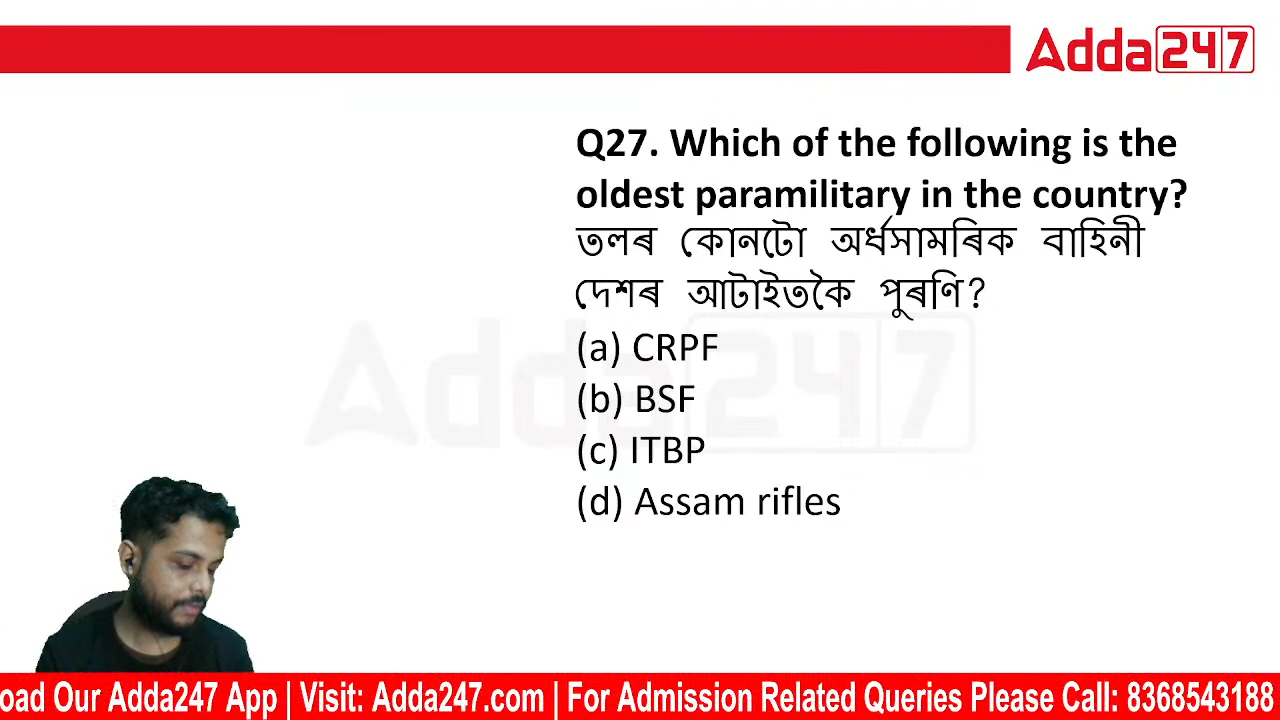 Adda247
Q27. Which of the following is the
oldest paramilitary in the country?
তলৰ কোনটো অৰ্ধসামৰিক বাহিনী
দেশৰ আটাইতকৈ পুৰণি?
(a) CRPF
(b) BSF
(c) ITBP
(d) Assam rifles
Adda247
oad Our Adda247 App | Visit: Adda247.com | For Admission Related Queries Please Call: 8368543188